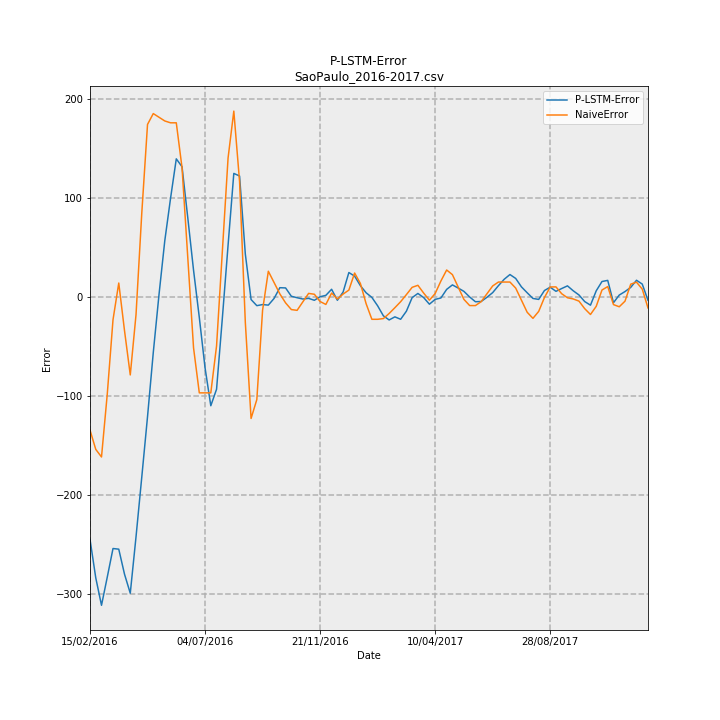 P-LSTM-Error
SaoPaulo_2016-2017.csv
P-LSTM-Error
NaiveError
200
100
0
−100
−200
−300
Error
15/02/2016 04/07/2016 21/11/2016 10/04/2017 28/08/2017
Date